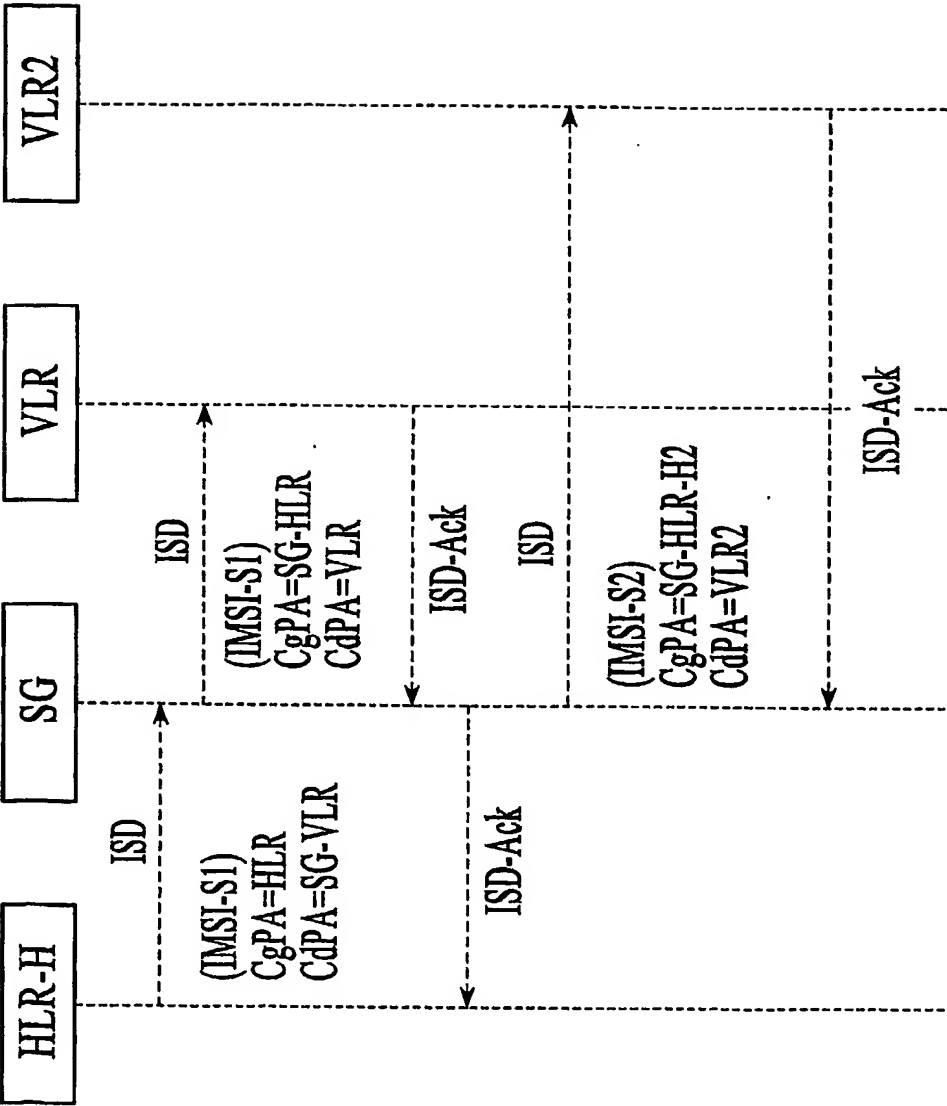 HLR-H
SG
VLR
VLR2
ISD
(IMSI-S1)
CgPA=HLR
CdPA=SG-VLR
ISD
(IMSI-S1)
CgPA=SG-HLR
CdPA=VLR
ISD-Ack
ISD-Ack
ISD
(IMSI-S2)
CgPA=SG-HLR-H2
CdPA=VLR2
ISD-Ack